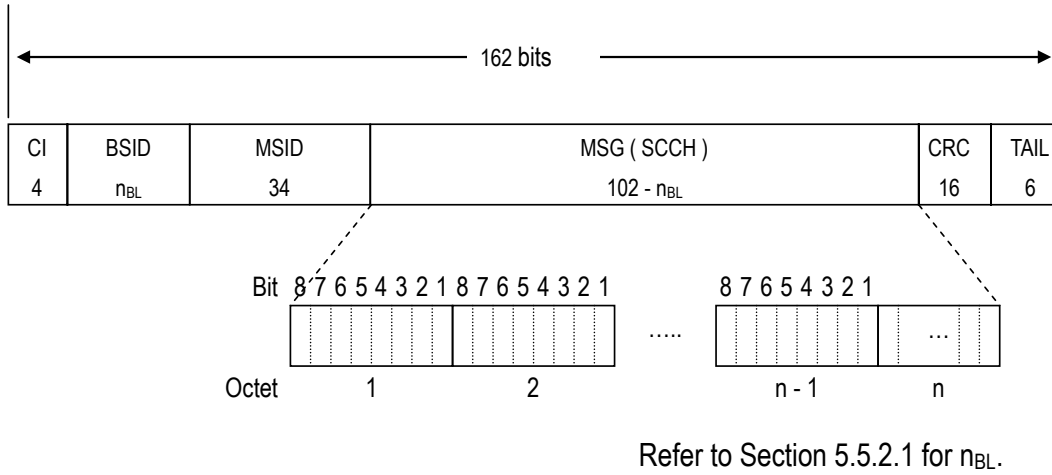 162 bits
CI BSID MSID MSG ( SCCH ) CRC TAIL
4 nBL 34 102 - nBL 16 6
Bit 8 7 6 5 4 3 2 1 8 7 6 5 4 3 2 1 8 7 6 5 4 3 2 1
….. …
Octet 1 2 n - 1 n
Refer to Section 5.5.2.1 for nBL.